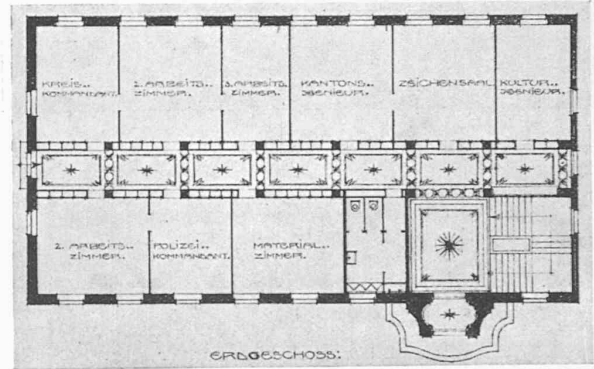 KREIS..
KOMMANDANT.
2. ARBEITS..
ZIMMER.
3. ARBEITS.
ZIMMER.
KANTONS..
INGENIEUR.
ZEICHENSAAL
KULTUR..
INGENIEUR.
2. ARBEITS..
ZIMMER.
POLIZEI..
KOMMANDANT.
MATERIAL..
ZIMMER.
ERDGESCHOSS: